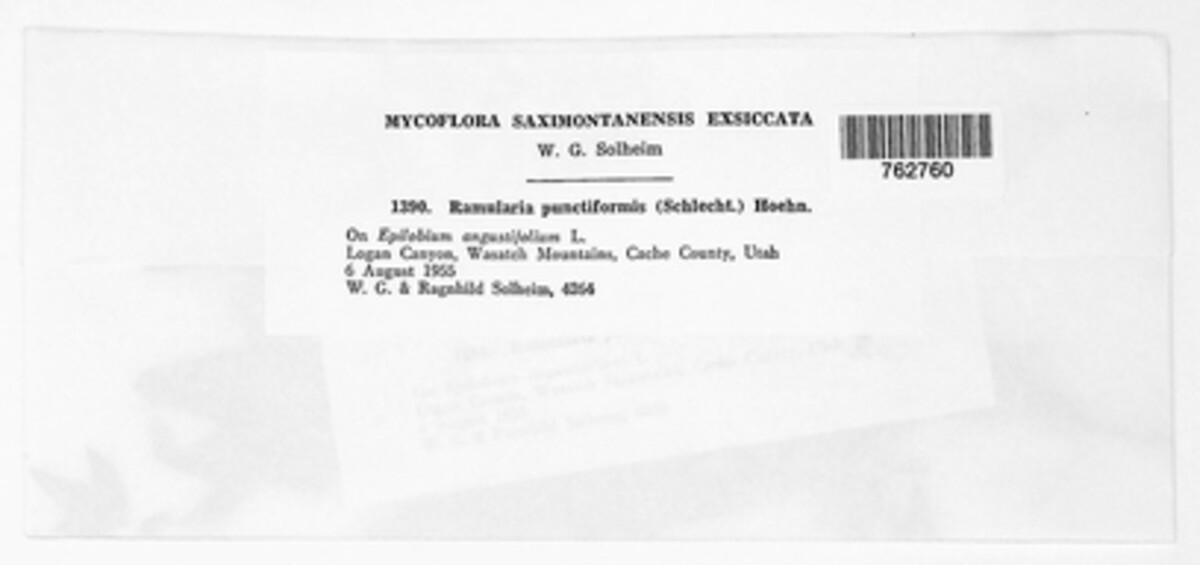 MYCOFLORA SAXIMONTANENSIS EXSICCATA
W. G. Solheim
762760
1390. Ramularia punctiformis (Schlecht.) Hoehn.
On Epilobium angustifolium L.
Logan Canyon, Wasatch Mountains, Cache County, Utah
6 August 1955
W. G. & Ragnhild Solheim, 4264